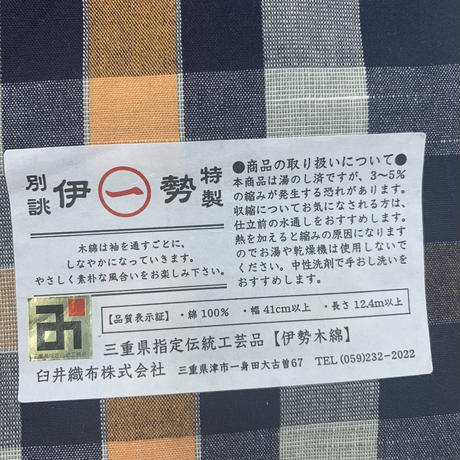 別誂 伊 一 勢 特製
木綿は袖を通すごとに、
しなやかになっていきます。
やさしく素朴な風合いをお楽しみ下さい。
●商品の取り扱いについて●
本商品は湯のし済ですが、3～5%
の縮みが発生する恐れがあります。
収縮についてお気になさる方は、
仕立前の水通しをおすすめします。
熱を加えると縮みの原因になります
のでお湯や乾燥機は使用しないで
ください。中性洗剤で手おし洗いを
おすすめします。
【品質表示証】・綿 100% ・幅 41cm以上 ・長さ 12.4m以上
三重県指定伝統工芸品【伊勢木綿】
臼井織布株式会社 三重県津市一身田大古曽67 TEL (059)232-2022